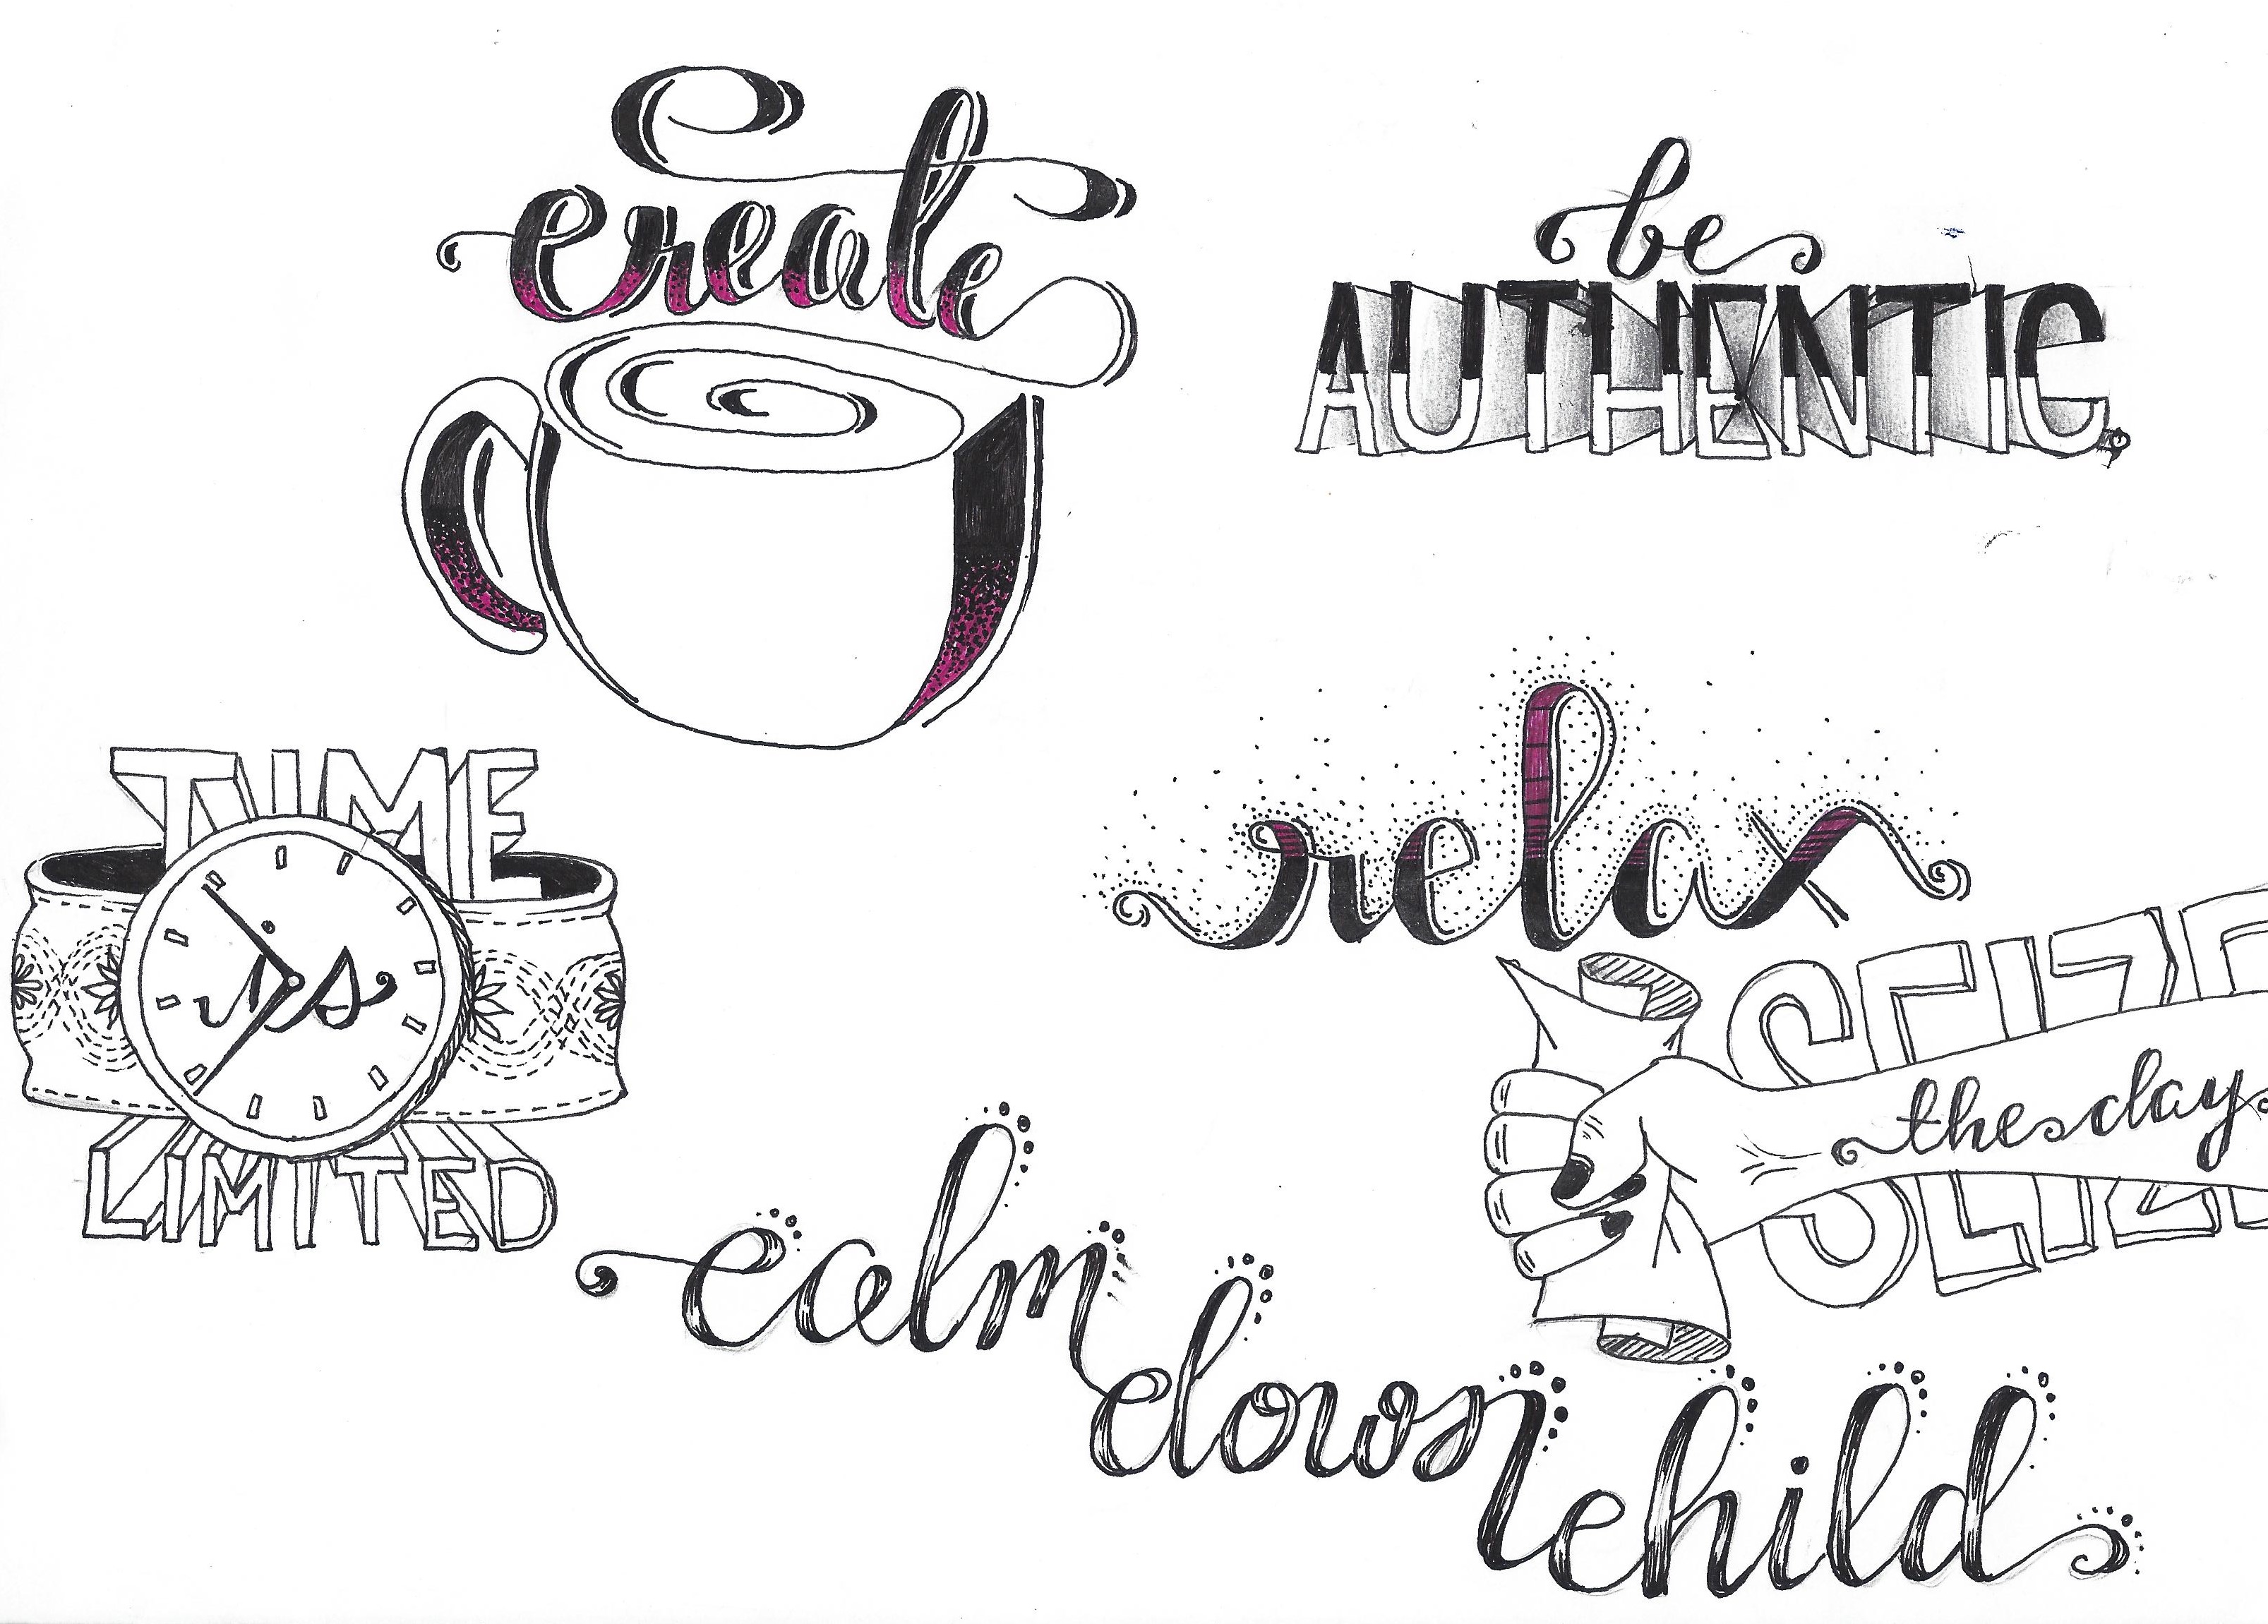 create
be
AUTHENTIC
relax
TIME
is
LIMITED
SEIZE
the day
calm
down
child